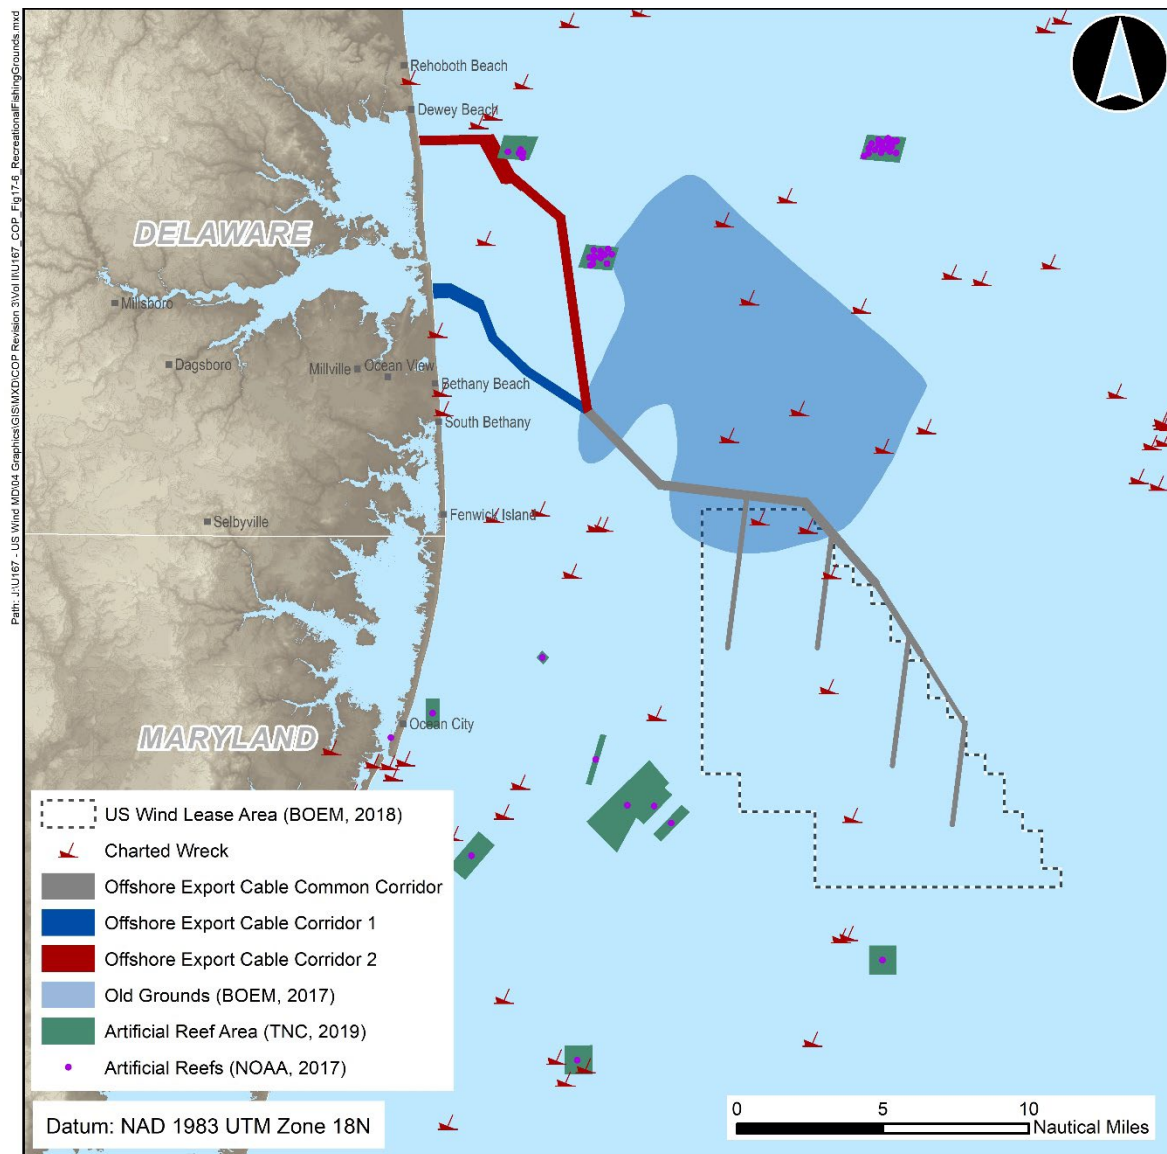 Path: J:\U167 - US Wind MD\04 Graphics\GIS\MXD\COP Revision 3\Vol II\U167_COP_Fig17-6_RecreationalFishingGrounds.mxd
Rehoboth Beach
Dewey Beach
DELAWARE
Millsboro
Dagsboro
Millville
Ocean View
Bethany Beach
South Bethany
Selbyville
Fenwick Island
MARYLAND
Ocean City
US Wind Lease Area (BOEM, 2018)
Charted Wreck
Offshore Export Cable Common Corridor
Offshore Export Cable Corridor 1
Offshore Export Cable Corridor 2
Old Grounds (BOEM, 2017)
Artificial Reef Area (TNC, 2019)
Artificial Reefs (NOAA, 2017)
Datum: NAD 1983 UTM Zone 18N
0 5 10
Nautical Miles